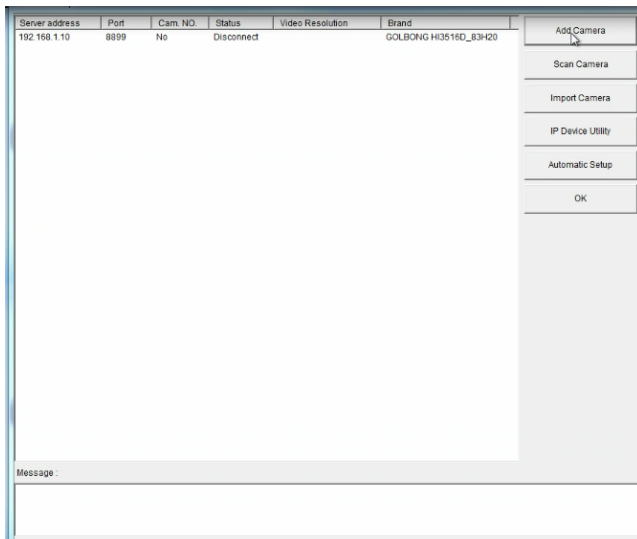 Server address Port Cam. NO. Status Video Resolution Brand
192.168.1.10 8899 No Disconnect GOLBONG HI3516D_83H20
Add Camera
Scan Camera
Import Camera
IP Device Utility
Automatic Setup
OK
Message :